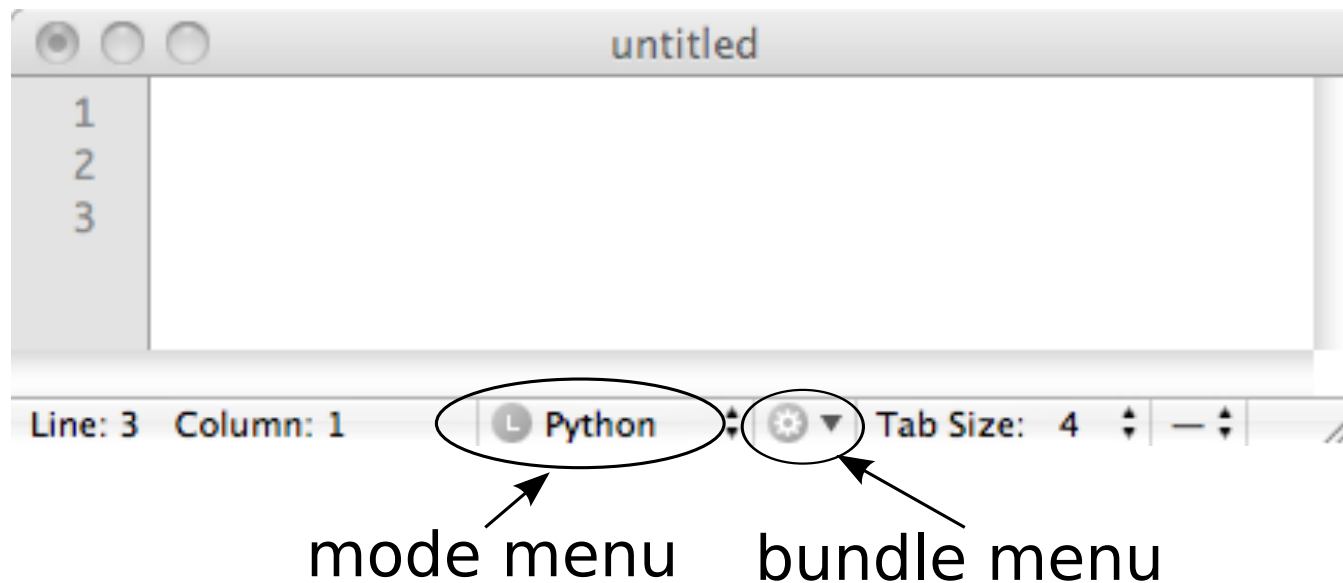 untitled
1
2
3
Line: 3 Column: 1 L Python Tab Size: 4 —
mode menu bundle menu